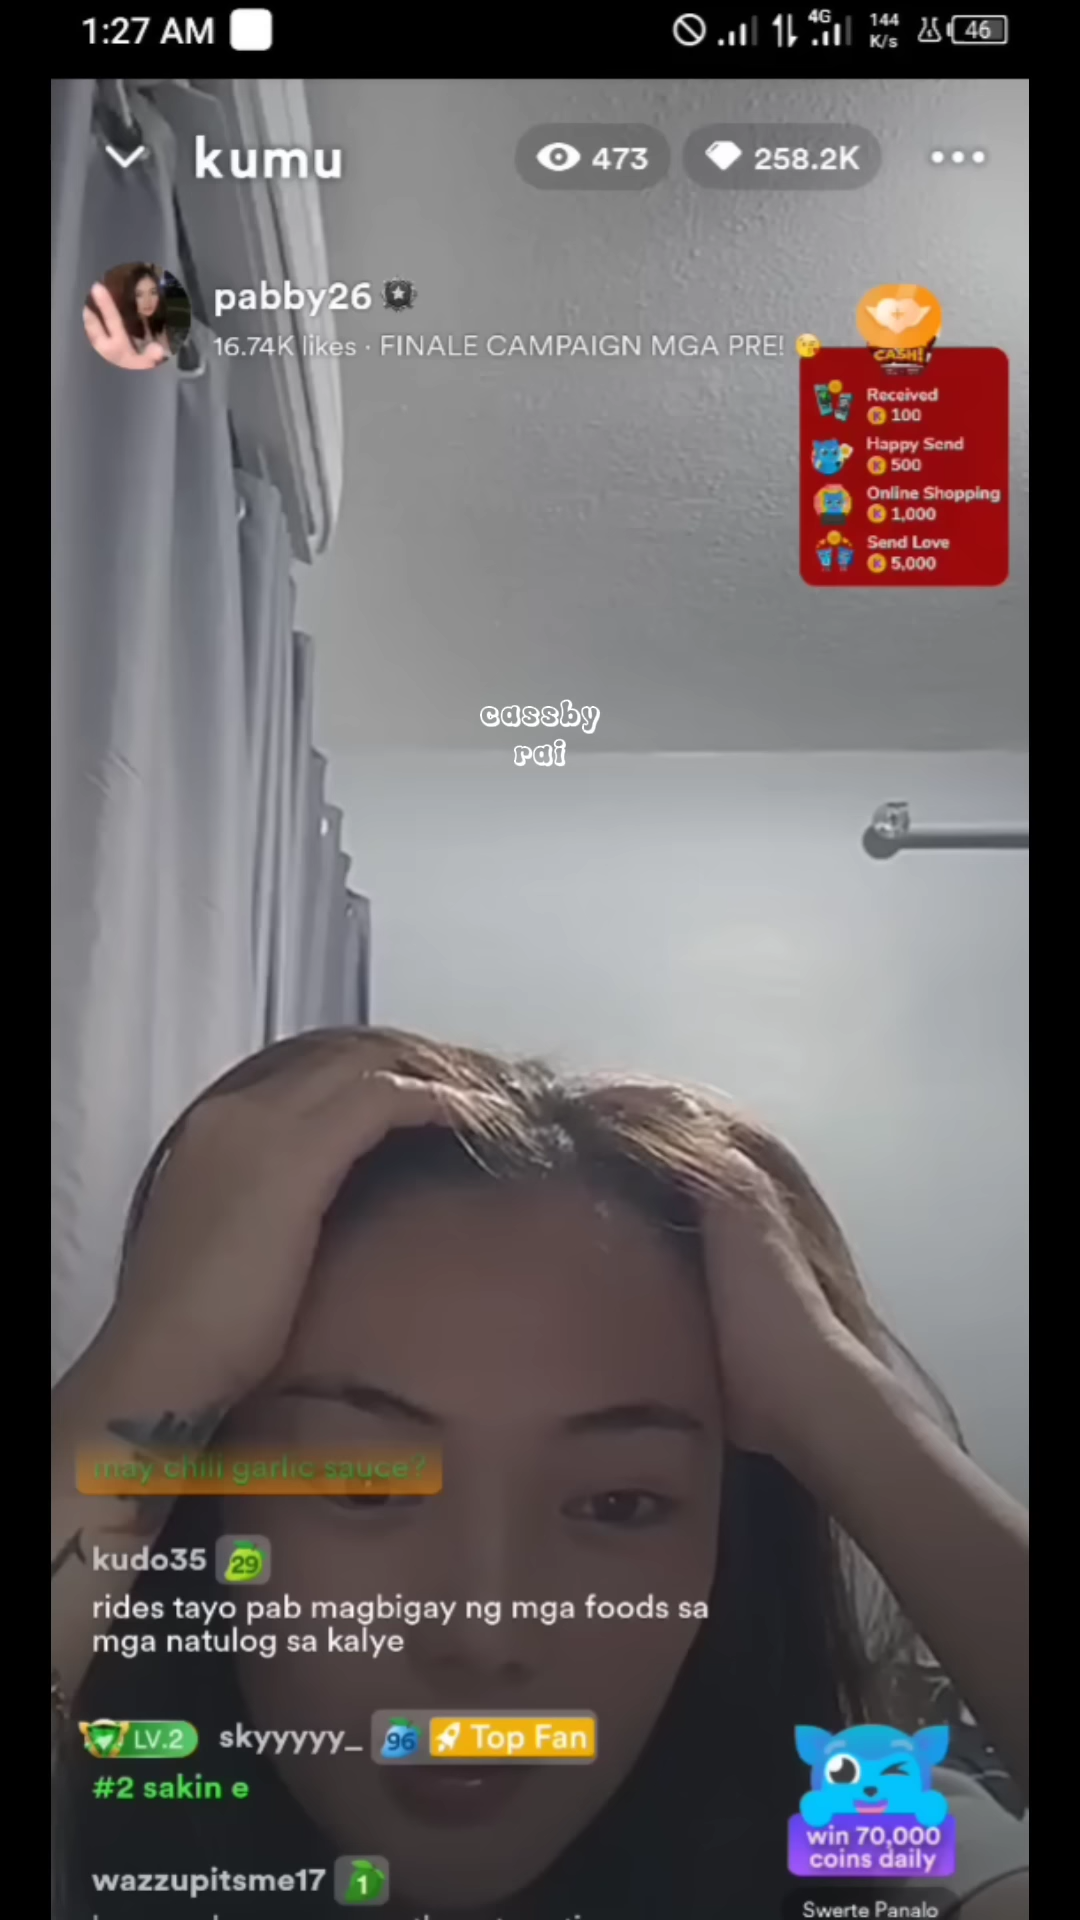 1:27 AM
4G
144
K/s
46
kumu
473
258.2K
pabby26
16.74K likes · FINALE CAMPAIGN MGA PRE!
CASH!
Received
100
Happy Send
500
Online Shopping
1,000
Send Love
5,000
cassby
rai
may chili garlic sauce?
kudo35 29
rides tayo pab magbigay ng mga foods sa
mga natulog sa kalye
LV.2 skyyyyy_ 96 Top Fan
#2 sakin e
win 70,000
coins daily
wazzupitsme17 1
Swerte Panalo